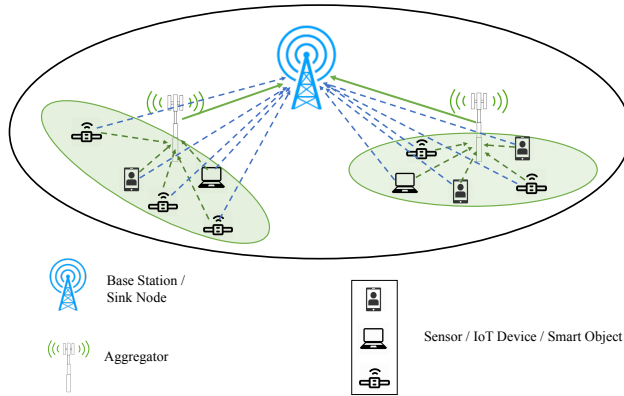 Base Station /
Sink Node
Aggregator
Sensor / IoT Device / Smart Object